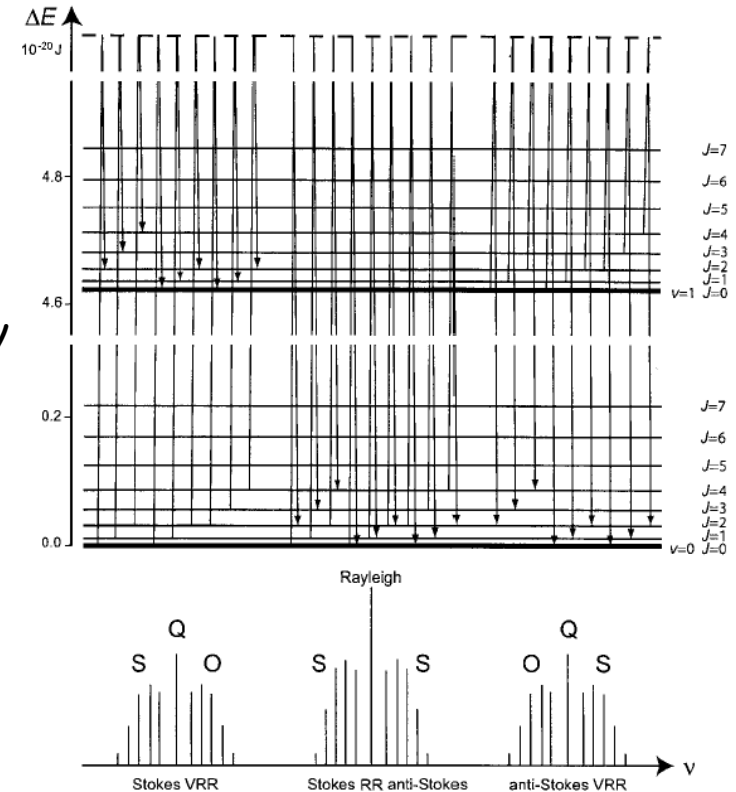 ΔE
10⁻²⁰J
J=7
4.8
J=6
J=5
J=4
J=3
J=2
J=1
4.6
v=1 J=0
J=7
0.2
J=6
J=5
J=4
J=3
J=2
J=1
0.0
v=0 J=0
Rayleigh
Q Q
S O S S O S
ν
Stokes VRR Stokes RR anti-Stokes anti-Stokes VRR